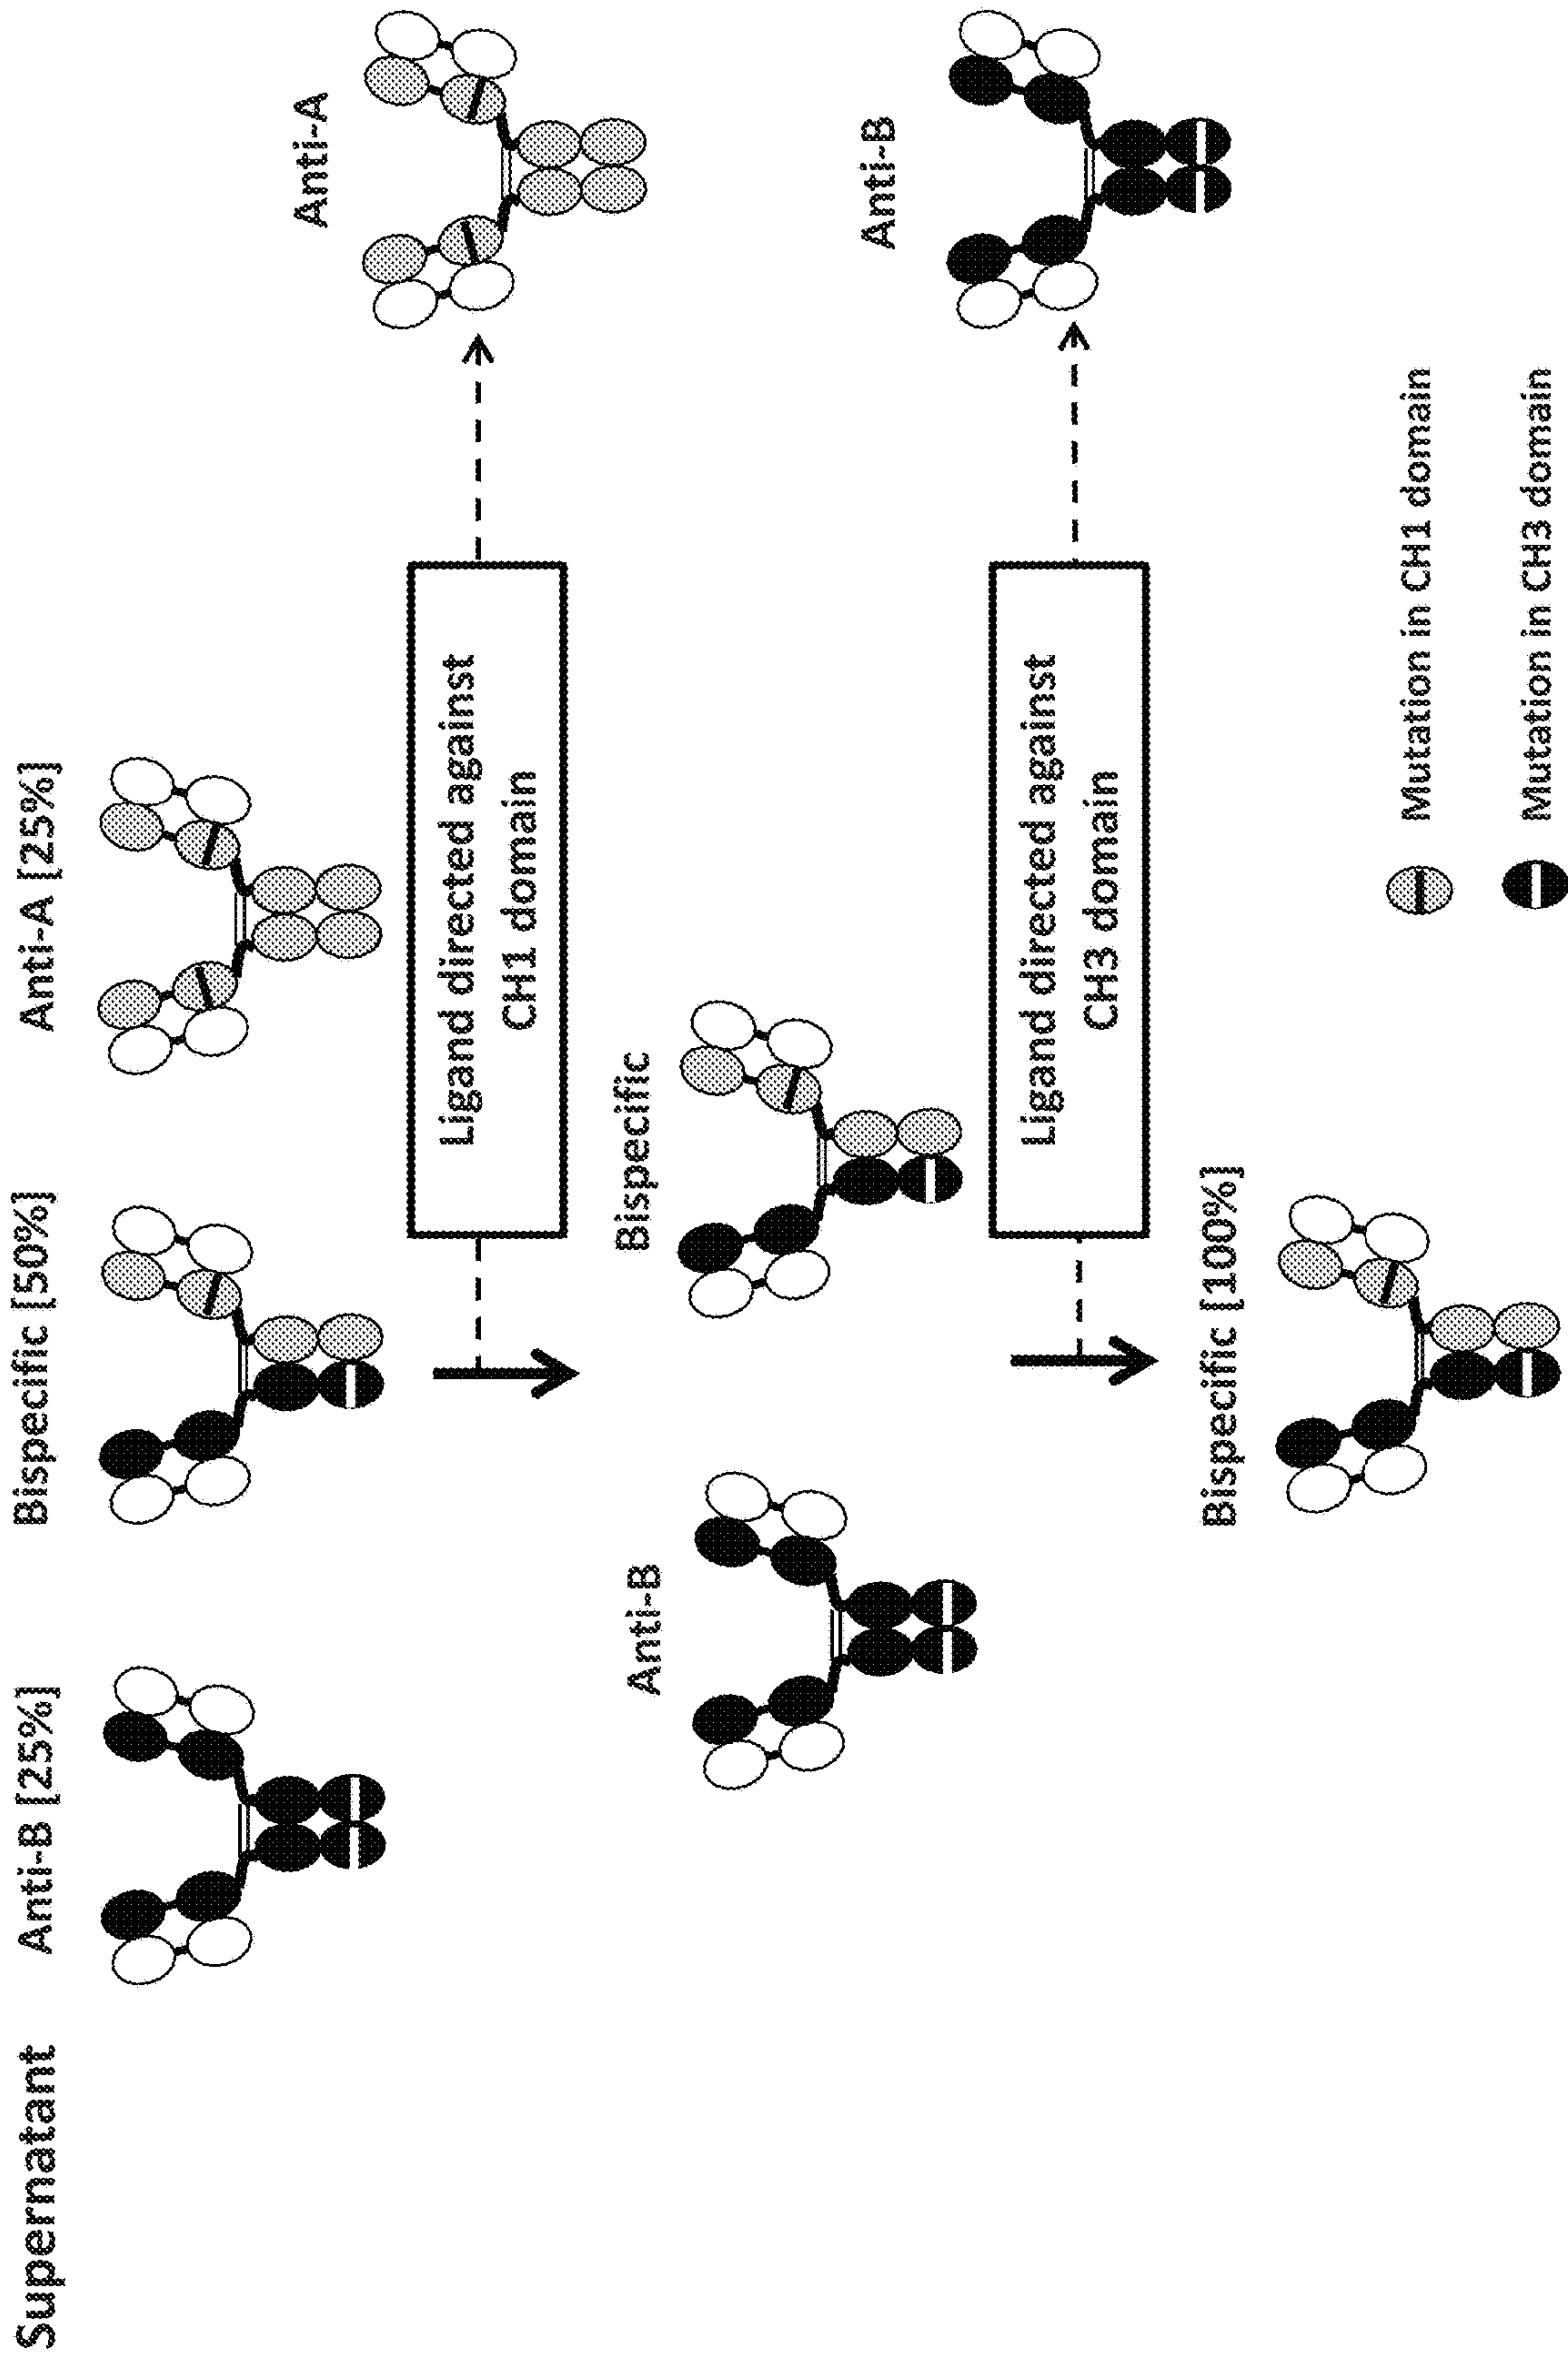 Supernatant
Anti-B [25%]
Bispecific [50%]
Anti-A [25%]
Ligand directed against
CH1 domain
Anti-A
Anti-B
Bispecific
Ligand directed against
CH3 domain
Anti-B
Bispecific [100%]
Mutation in CH1 domain
Mutation in CH3 domain